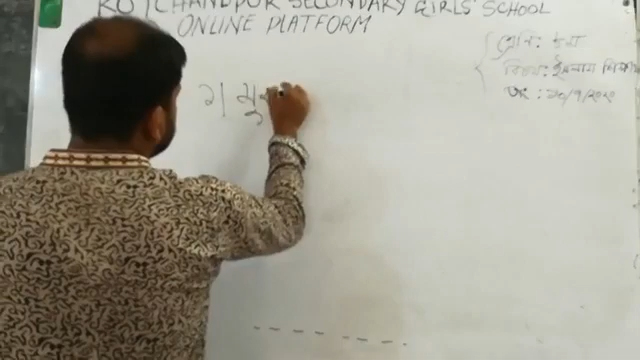 KOTCHANDPUR SECONDARY GIRLS' SCHOOL
ONLINE PLATFORM
শ্রেণি: ৮ম
বিষয়: ইসলাম শিক্ষা
তাং: ২০/৭/২০২০